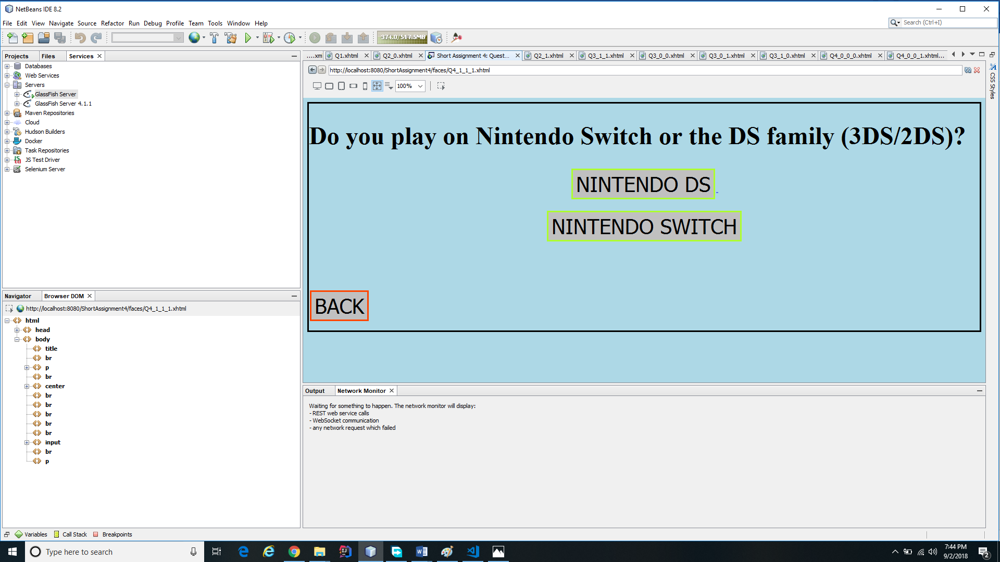 NetBeans IDE 8.2
File Edit View Navigate Source Refactor Run Debug Profile Team Tools Window Help
Search (Ctrl+I)
374.0/517.5MB
Projects Files Services
Databases
Web Services
Servers
GlassFish Server
GlassFish Server 4.1.1
Maven Repositories
Cloud
Hudson Builders
Docker
Task Repositories
JS Test Driver
Selenium Server
....xm Q1.xhtml Q2_0.xhtml Short Assignment 4: Quest... Q2_1.xhtml Q3_1_1.xhtml Q3_0_0.xhtml Q3_0_1.xhtml Q3_1_0.xhtml Q4_0_0_0.xhtml Q4_0_0_1.xhtml...
http://localhost:8080/ShortAssignment4/faces/Q4_1_1_1.xhtml
100%
CSS Styles
Do you play on Nintendo Switch or the DS family (3DS/2DS)?
NINTENDO DS
NINTENDO SWITCH
BACK
Navigator Browser DOM
http://localhost:8080/ShortAssignment4/faces/Q4_1_1_1.xhtml
html
head
body
title
br
p
br
center
br
br
br
br
br
input
br
p
Output Network Monitor
Waiting for something to happen. The network monitor will display:
- REST web service calls
- WebSocket communication
- any network request which failed
Variables Call Stack Breakpoints
Type here to search
7:44 PM
9/2/2018
2